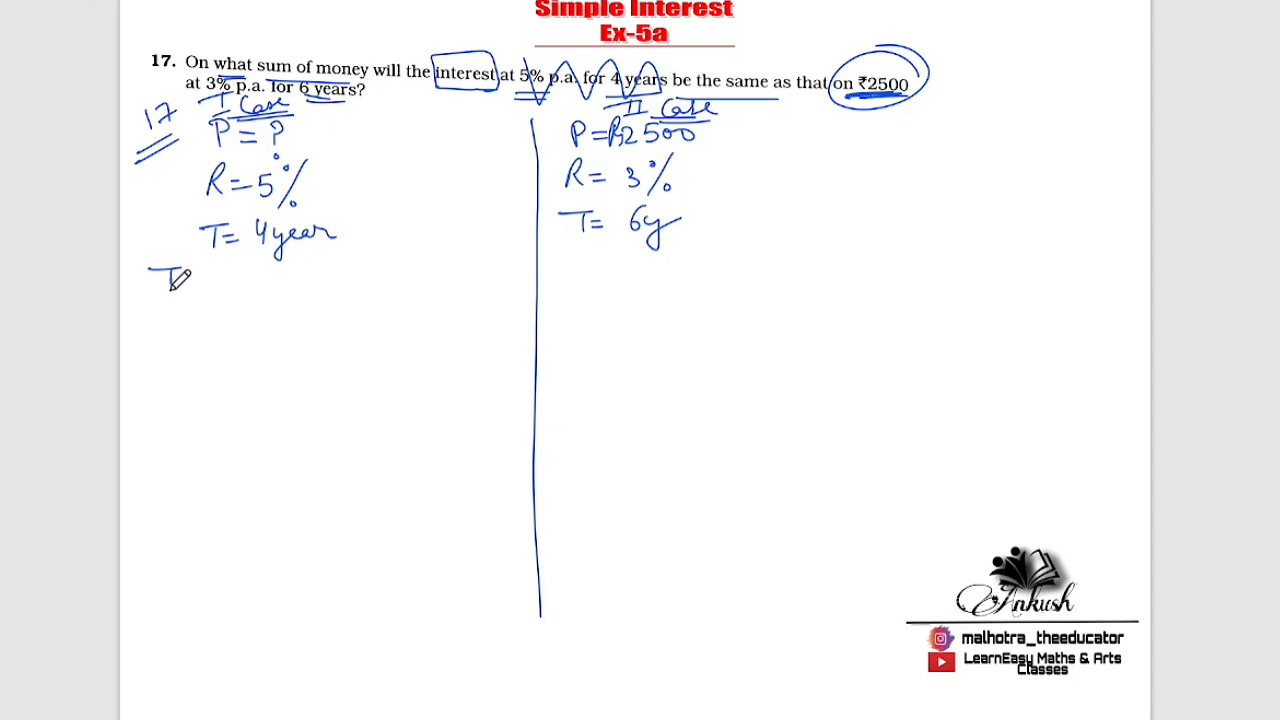 Simple Interest
Ex-5a
17. On what sum of money will the interest at 5% p.a. for 4 years be the same as that on ₹2500
at 3% p.a. for 6 years?
17
I Case
P = ?
R = 5%
T = 4 year
T
II Case
P = ₹2500
R = 3%
T = 6y
Ankush
malhotra_theeducator
LearnEasy Maths & Arts
Classes